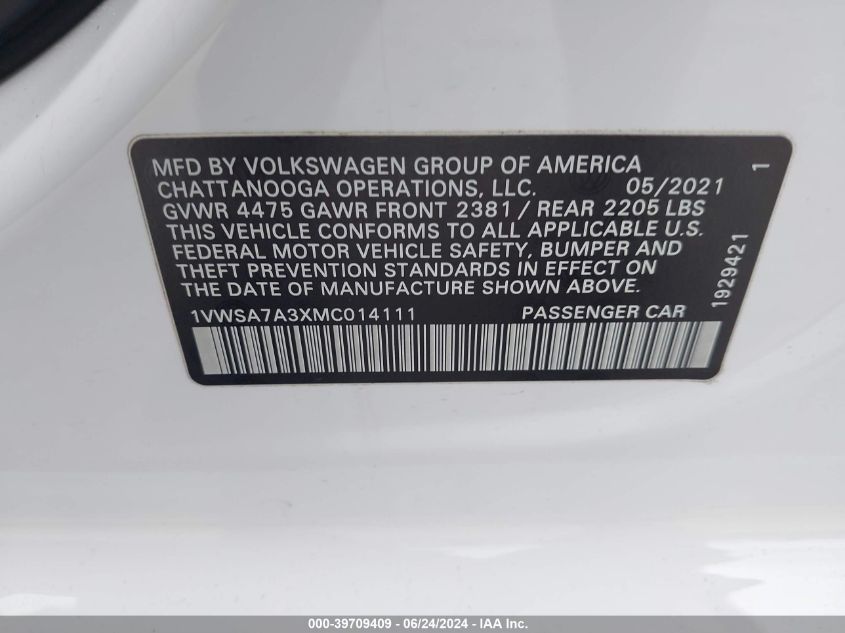 MFD BY VOLKSWAGEN GROUP OF AMERICA
CHATTANOOGA OPERATIONS, LLC. 05/2021
GVWR 4475 GAWR FRONT 2381 / REAR 2205 LBS
THIS VEHICLE CONFORMS TO ALL APPLICABLE U.S.
FEDERAL MOTOR VEHICLE SAFETY, BUMPER AND
THEFT PREVENTION STANDARDS IN EFFECT ON
THE DATE OF MANUFACTURE SHOWN ABOVE.
1VWSA7A3XMC014111 PASSENGER CAR
1929421 1
000-39709409 - 06/24/2024 - IAA Inc.